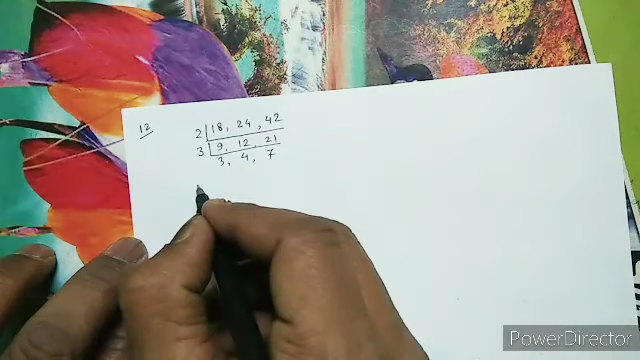 12
2 | 18, 24, 42
3 | 9, 12, 21
3, 4, 7
PowerDirector